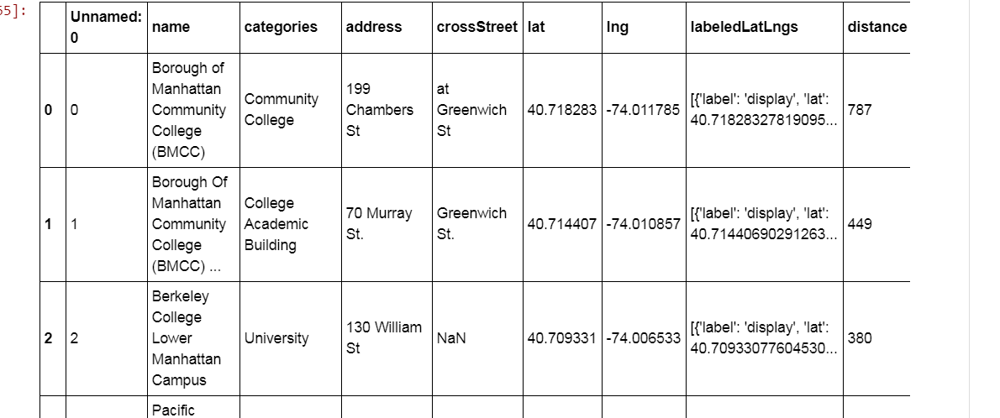 55]:
Unnamed: 0 name categories address crossStreet lat lng labeledLatLngs distance
0 0 Borough of Manhattan Community College (BMCC) Community College 199 Chambers St at Greenwich St 40.718283 -74.011785 [{'label': 'display', 'lat': 40.71828327819095... 787
1 1 Borough Of Manhattan Community College (BMCC) ... College Academic Building 70 Murray St. Greenwich St. 40.714407 -74.010857 [{'label': 'display', 'lat': 40.71440690291263... 449
2 2 Berkeley College Lower Manhattan Campus University 130 William St NaN 40.709331 -74.006533 [{'label': 'display', 'lat': 40.70933077604530... 380
Pacific